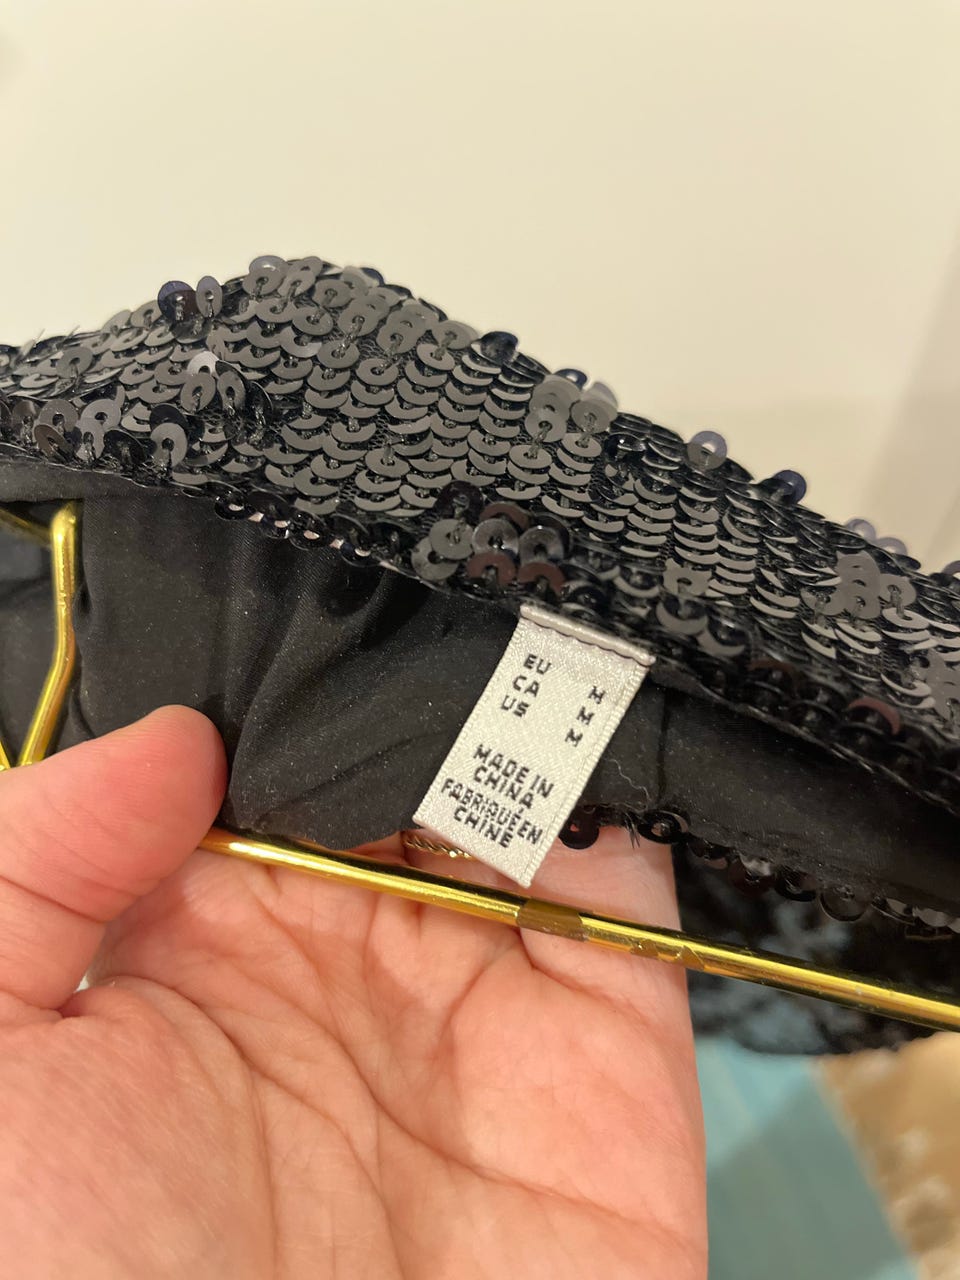 EU M
CA M
US M
MADE IN
CHINA
FABRIQUÉ EN
CHINE